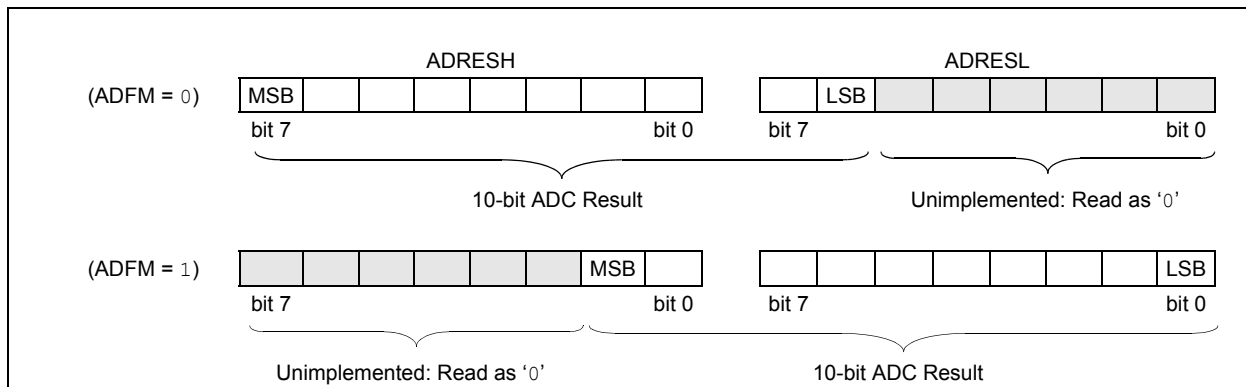 ADRESH ADRESL
(ADFM = 0) MSB LSB
bit 7 bit 0 bit 7 bit 0
10-bit ADC Result Unimplemented: Read as ‘0’
(ADFM = 1) MSB LSB
bit 7 bit 0 bit 7 bit 0
Unimplemented: Read as ‘0’ 10-bit ADC Result